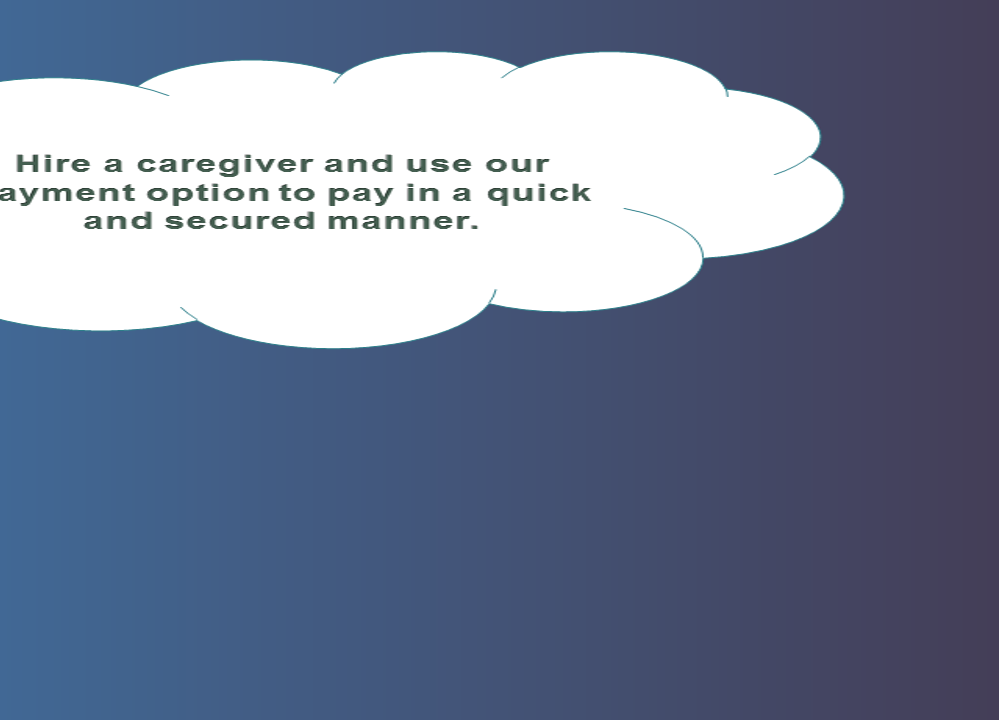 Hire a caregiver and use our
ayment option to pay in a quick
and secured manner.